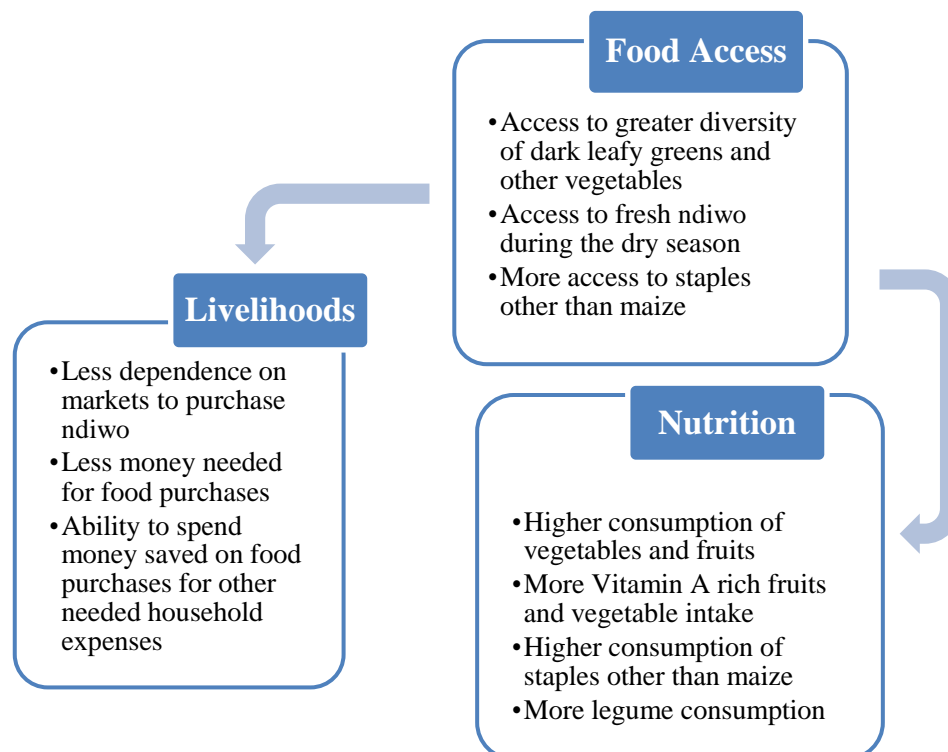 Food Access
•Access to greater diversity
of dark leafy greens and
other vegetables
•Access to fresh ndiwo
during the dry season
•More access to staples
other than maize
Livelihoods
•Less dependence on
markets to purchase
ndiwo
•Less money needed
for food purchases
•Ability to spend
money saved on food
purchases for other
needed household
expenses
Nutrition
•Higher consumption of
vegetables and fruits
•More Vitamin A rich fruits
and vegetable intake
•Higher consumption of
staples other than maize
•More legume consumption